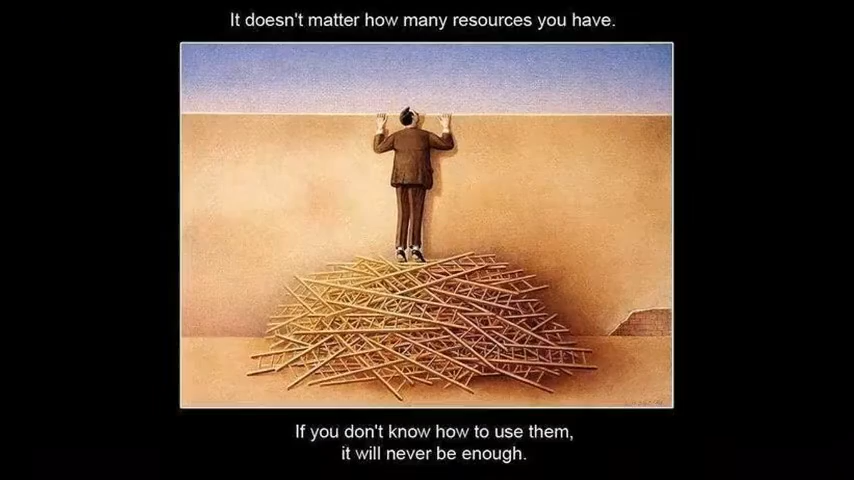 It doesn't matter how many resources you have.
If you don't know how to use them,
it will never be enough.